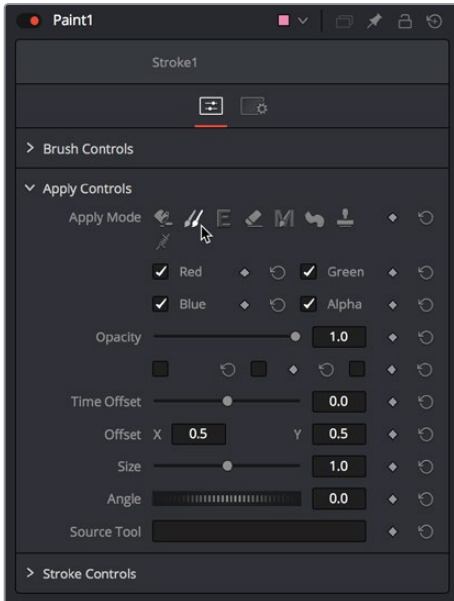 Paint1
Stroke1
Brush Controls
Apply Controls
Apply Mode
Red
Green
Blue
Alpha
Opacity 1.0
Time Offset 0.0
Offset X 0.5 Y 0.5
Size 1.0
Angle 0.0
Source Tool
Stroke Controls